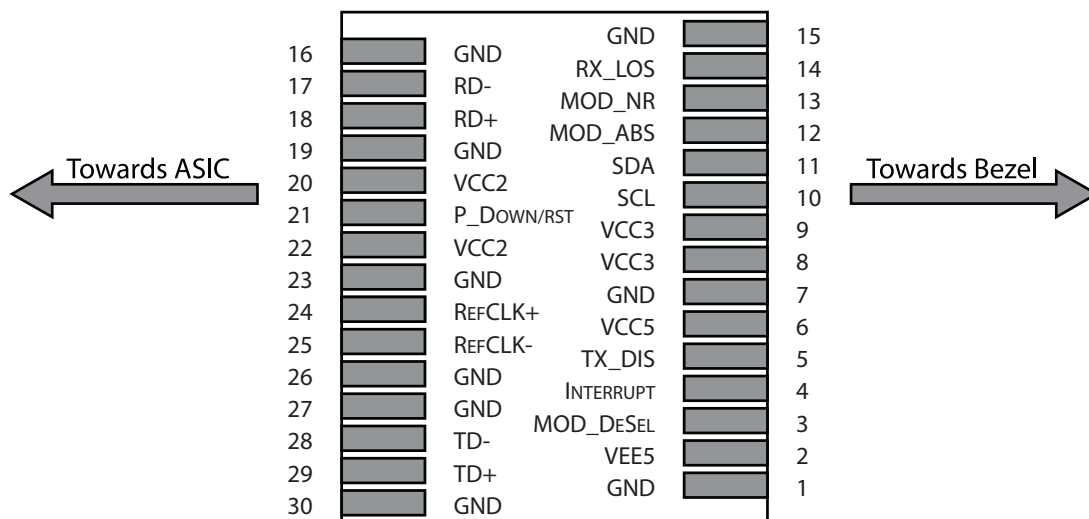 Towards ASIC
16 GND
17 RD-
18 RD+
19 GND
20 VCC2
21 P_DOWN/RST
22 VCC2
23 GND
24 REFCLK+
25 REFCLK-
26 GND
27 GND
28 TD-
29 TD+
30 GND
GND 15
RX_LOS 14
MOD_NR 13
MOD_ABS 12
SDA 11
SCL 10
VCC3 9
VCC3 8
GND 7
VCC5 6
TX_DIS 5
INTERRUPT 4
MOD_DESEL 3
VEE5 2
GND 1
Towards Bezel